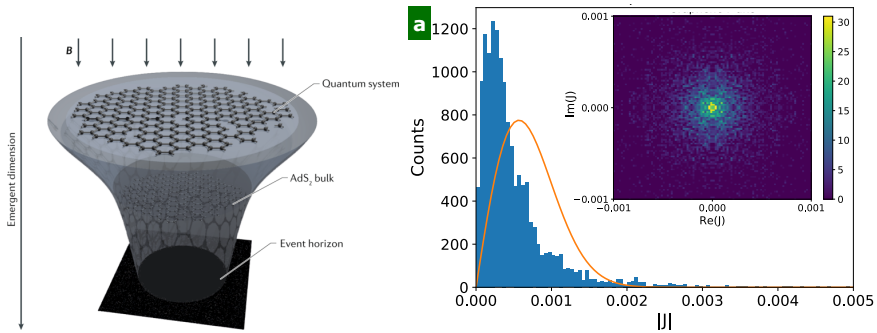 B
Quantum system
AdS2 bulk
Event horizon
Emergent dimension
a
1200
1000
800
600
400
200
0
Counts
0.000
0.001
0.002
0.003
0.004
0.005
|J|
0.001
0.000
−0.001
Im(J)
−0.001
0.000
0.001
Re(J)
30
25
20
15
10
5
0